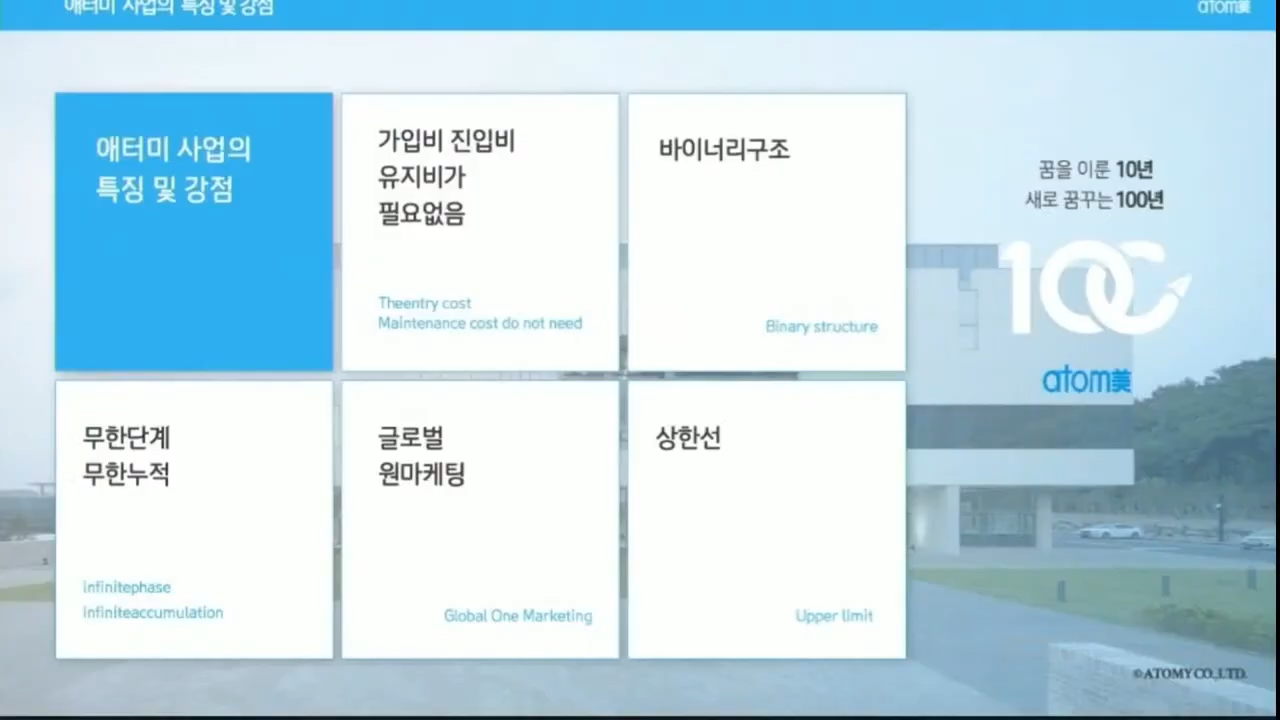 애터미 사업의 특징 및 강점
atom美
애터미 사업의
특징 및 강점
가입비 진입비
유지비가
필요없음
Theentry cost
Maintenance cost do not need
바이너리구조
Binary structure
꿈을 이룬 10년
새로 꿈꾸는 100년
100
atom美
무한단계
무한누적
infinitephase
infiniteaccumulation
글로벌
원마케팅
Global One Marketing
상한선
Upper limit
©ATOMY CO.,LTD.